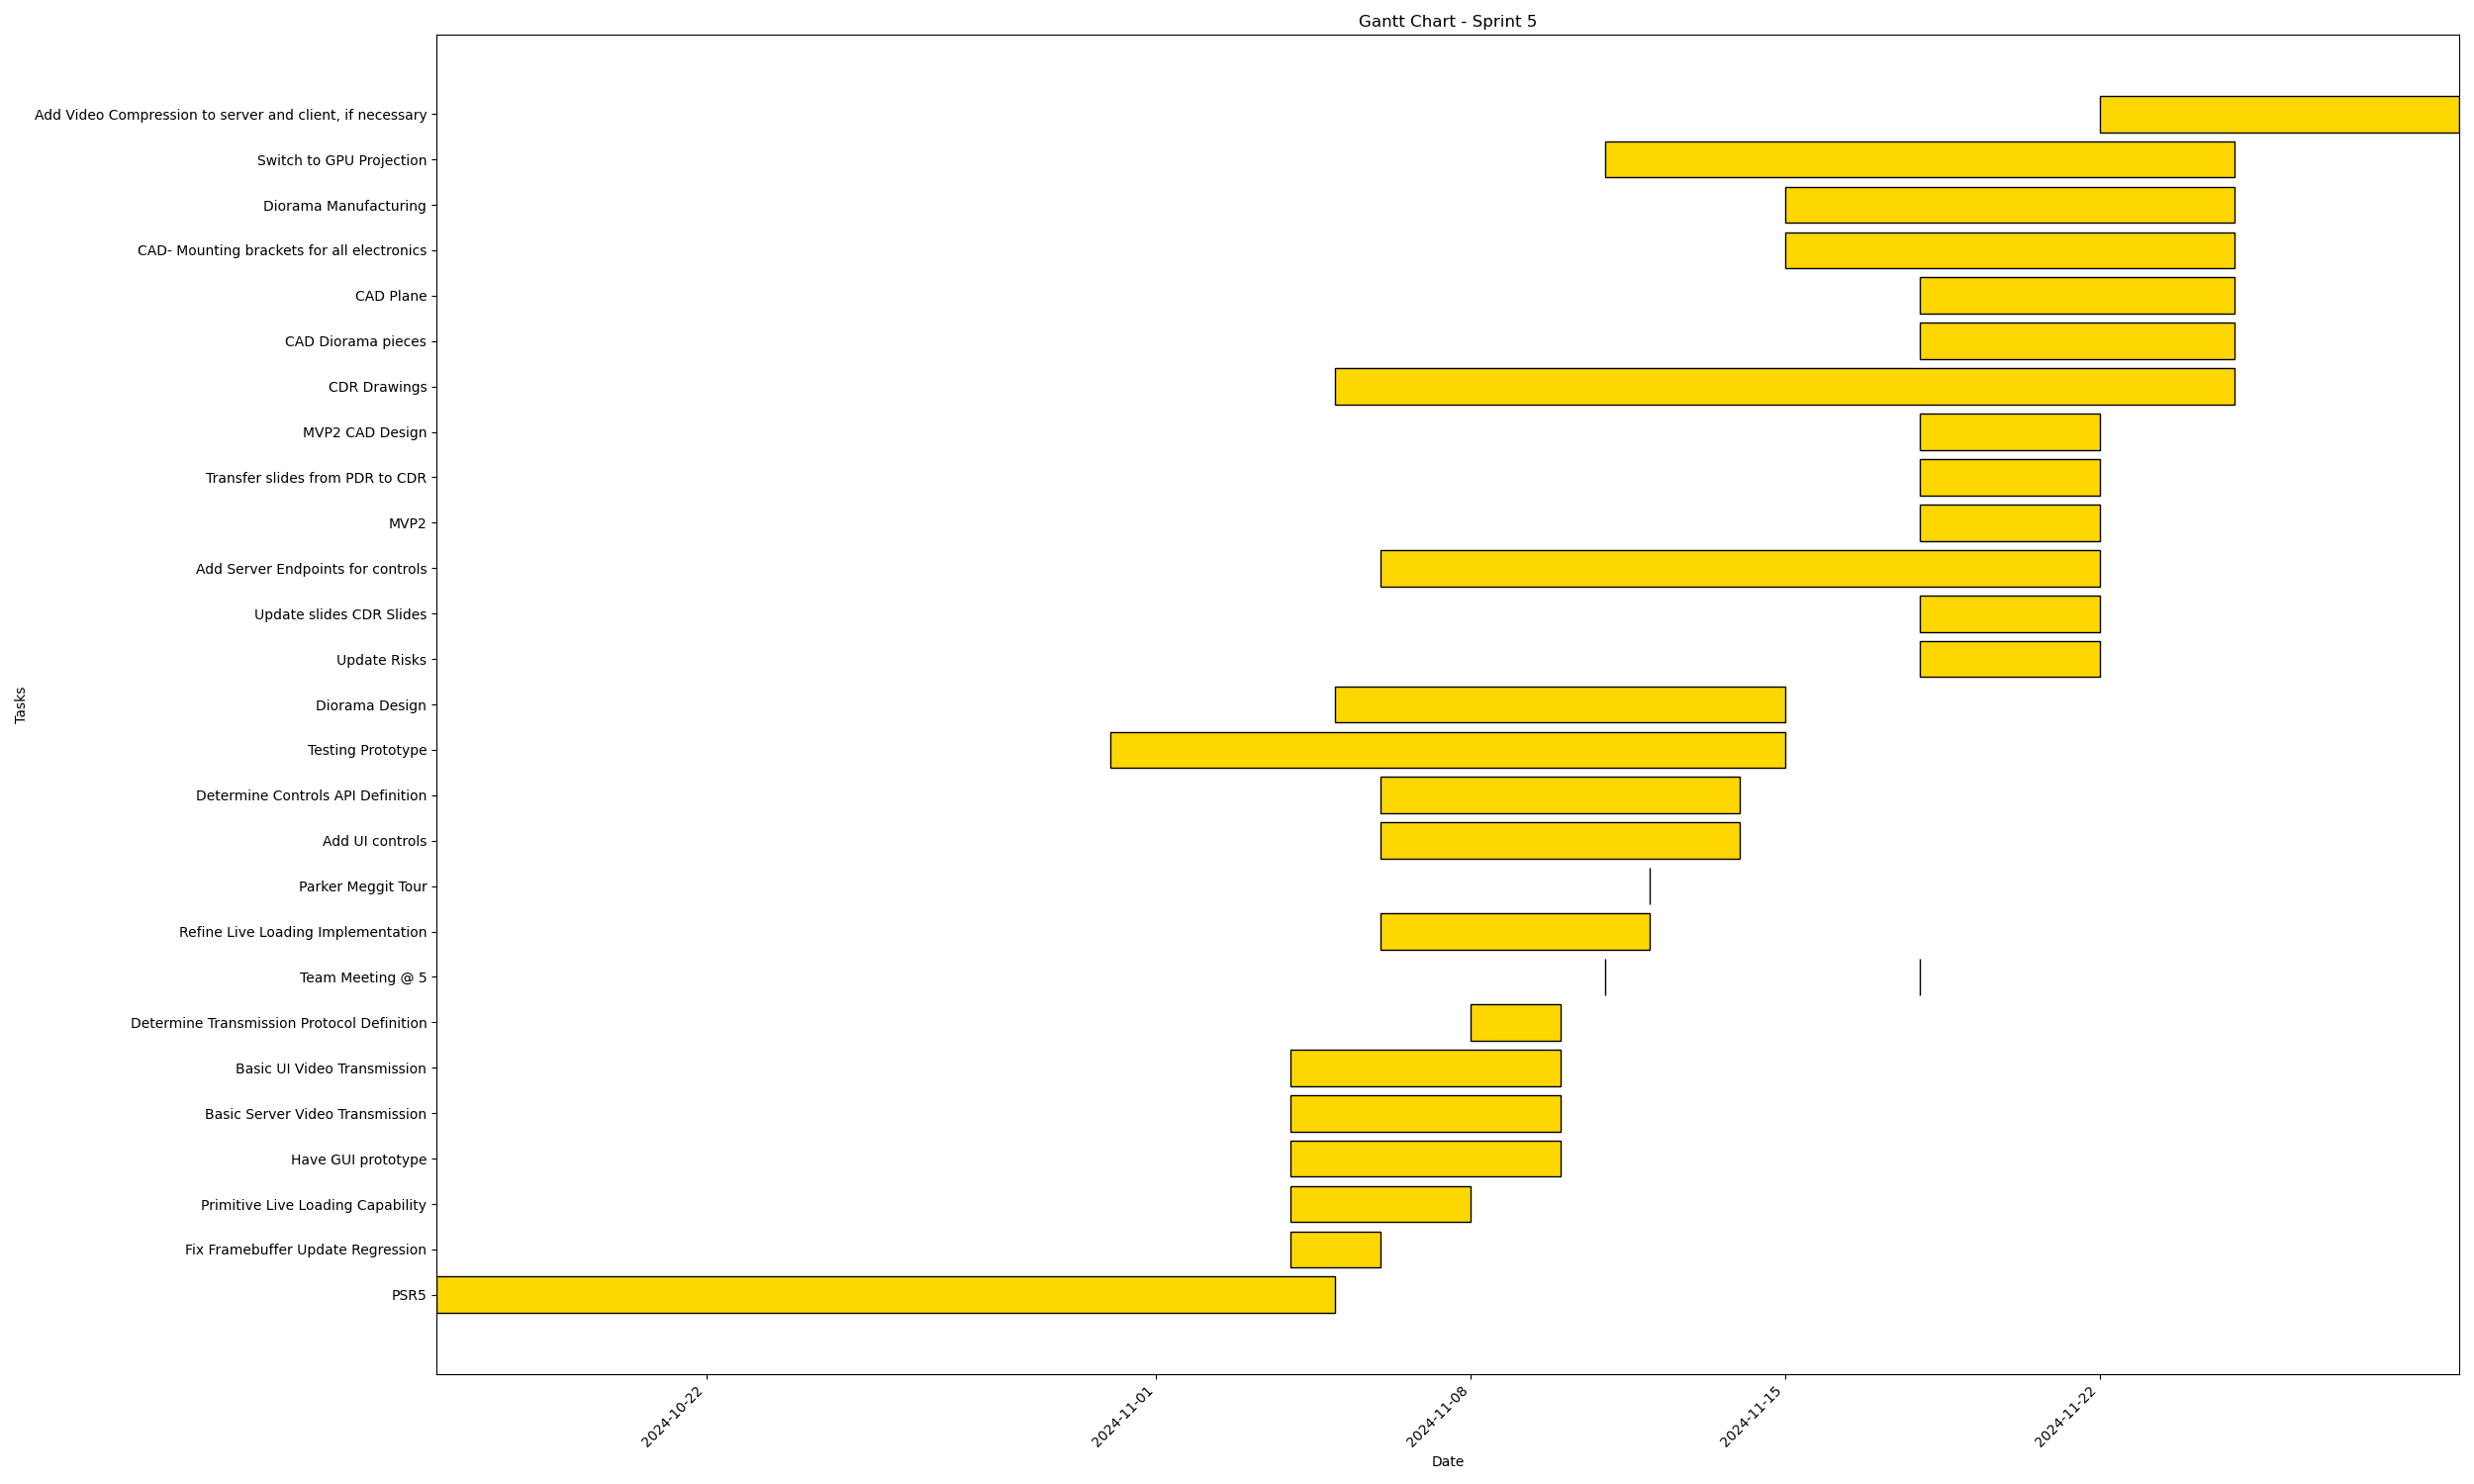 Gantt Chart - Sprint 5
Add Video Compression to server and client, if necessary
Switch to GPU Projection
Diorama Manufacturing
CAD- Mounting brackets for all electronics
CAD Plane
CAD Diorama pieces
CDR Drawings
MVP2 CAD Design
Transfer slides from PDR to CDR
MVP2
Add Server Endpoints for controls
Update slides CDR Slides
Update Risks
Diorama Design
Testing Prototype
Determine Controls API Definition
Add UI controls
Parker Meggit Tour
Refine Live Loading Implementation
Team Meeting @ 5
Determine Transmission Protocol Definition
Basic UI Video Transmission
Basic Server Video Transmission
Have GUI prototype
Primitive Live Loading Capability
Fix Framebuffer Update Regression
PSR5
Tasks
2024-10-22
2024-11-01
2024-11-08
2024-11-15
2024-11-22
Date